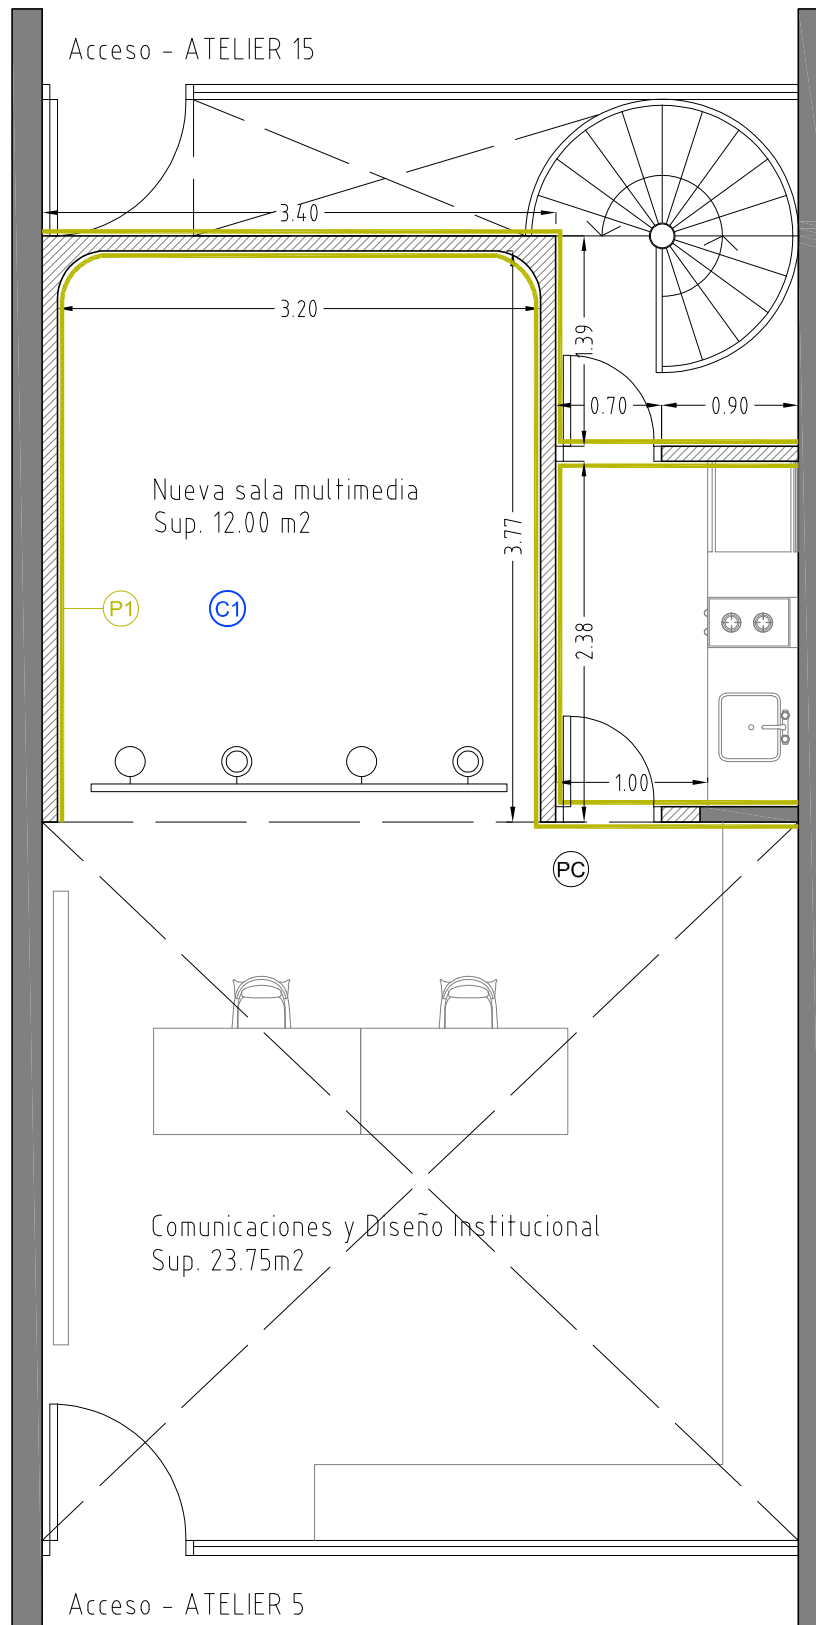 Acceso - ATELIER 15
3.40
3.20
1.39
0.70
0.90
Nueva sala multimedia
Sup. 12.00 m2
3.77
P1
C1
2.38
1.00
PC
Comunicaciones y Diseño Institucional
Sup. 23.75m2
Acceso - ATELIER 5